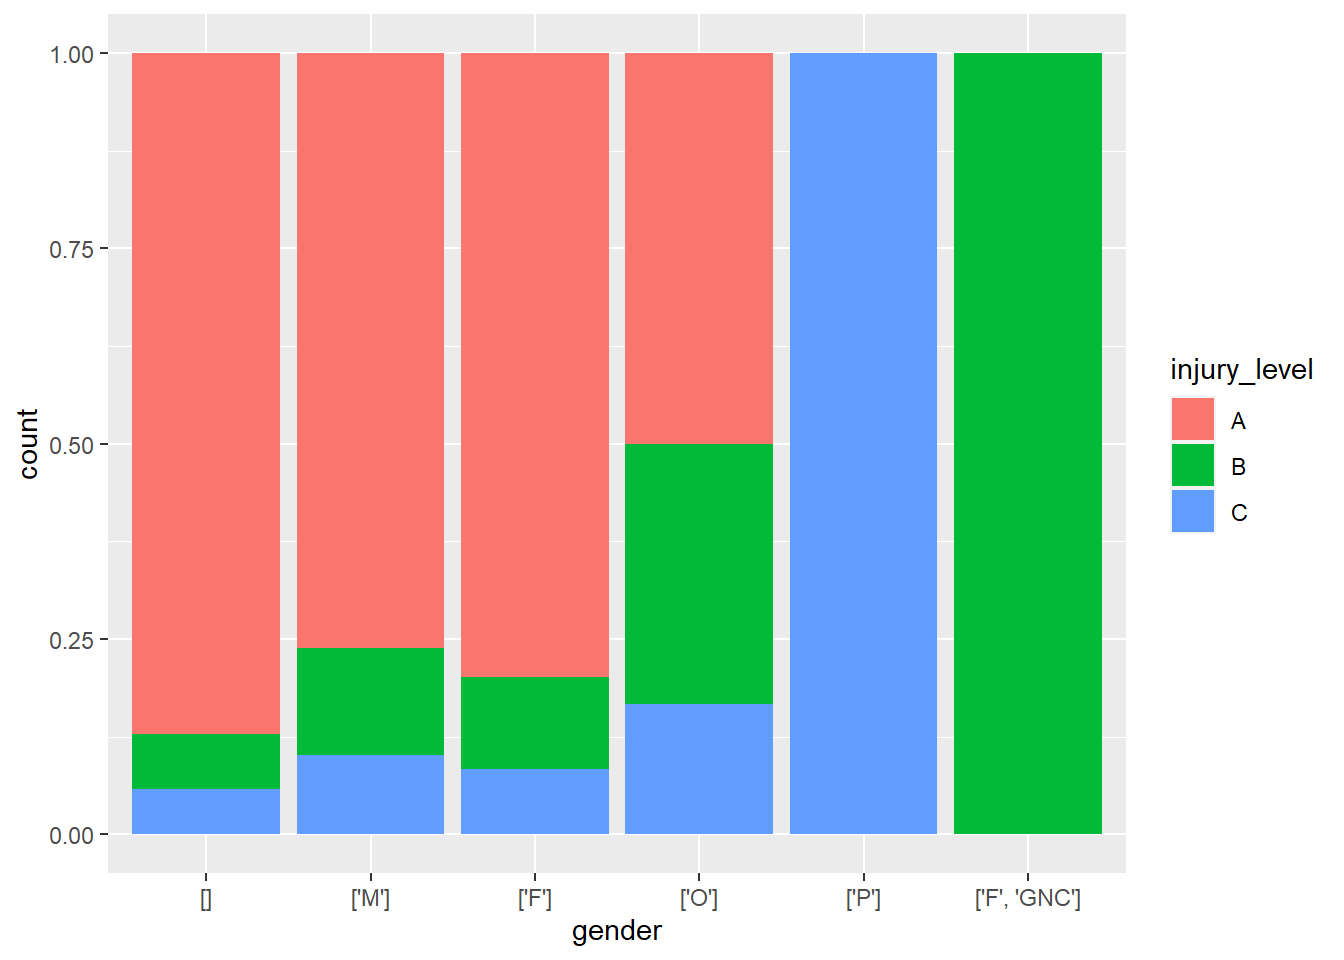 1.00
0.75
0.50
0.25
0.00
count
[]
['M']
['F']
['O']
['P']
['F', 'GNC']
gender
injury_level
A
B
C